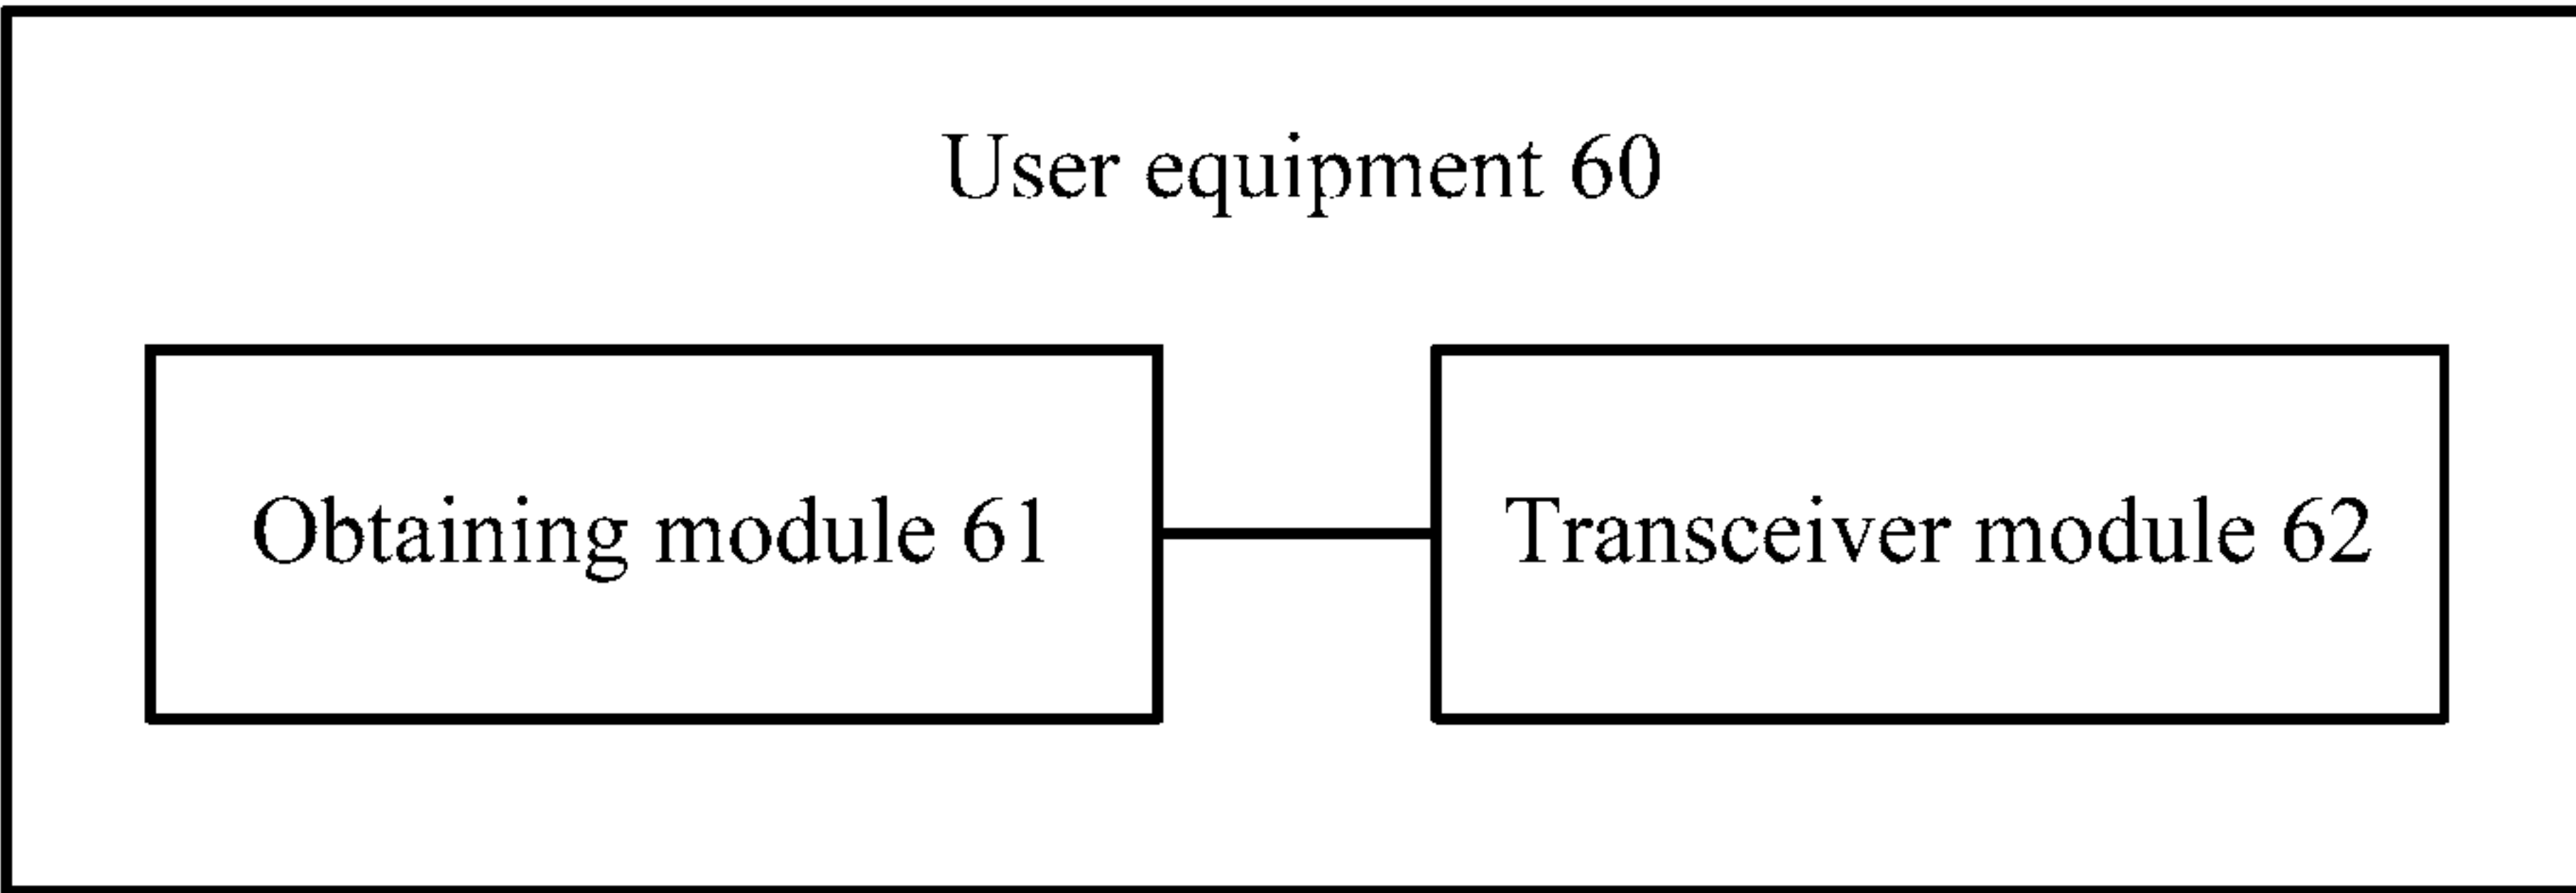 User equipment 60
Obtaining module 61
Transceiver module 62